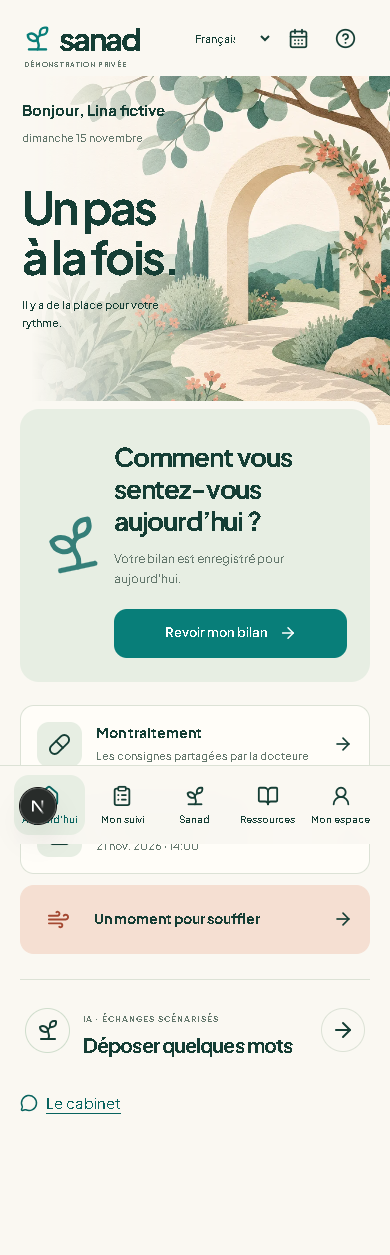 sanad
DÉMONSTRATION PRIVÉE
Français
Bonjour, Lina fictive
dimanche 15 novembre
Un pas
à la fois.
Il y a de la place pour votre
rythme.
Comment vous
sentez-vous
aujourd’hui ?
Votre bilan est enregistré pour
aujourd’hui.
Revoir mon bilan
Mon traitement
Les consignes partagées par la docteure
N
Mon suivi
Sanad
Ressources
Mon espace
21 nov. 2026 · 14:00
Un moment pour souffler
IA · ÉCHANGES SCÉNARISÉS
Déposer quelques mots
Le cabinet